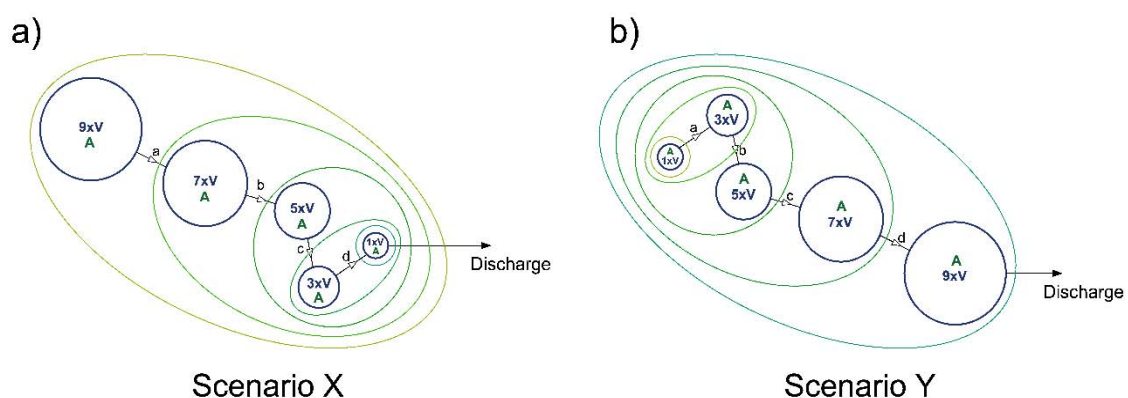 a)
9xV
A
a
7xV
A
b
5xV
A
c
3xV
A
d
1xV
A
Discharge
Scenario X
b)
A
1xV
a
A
3xV
b
A
5xV
c
A
7xV
d
A
9xV
Discharge
Scenario Y